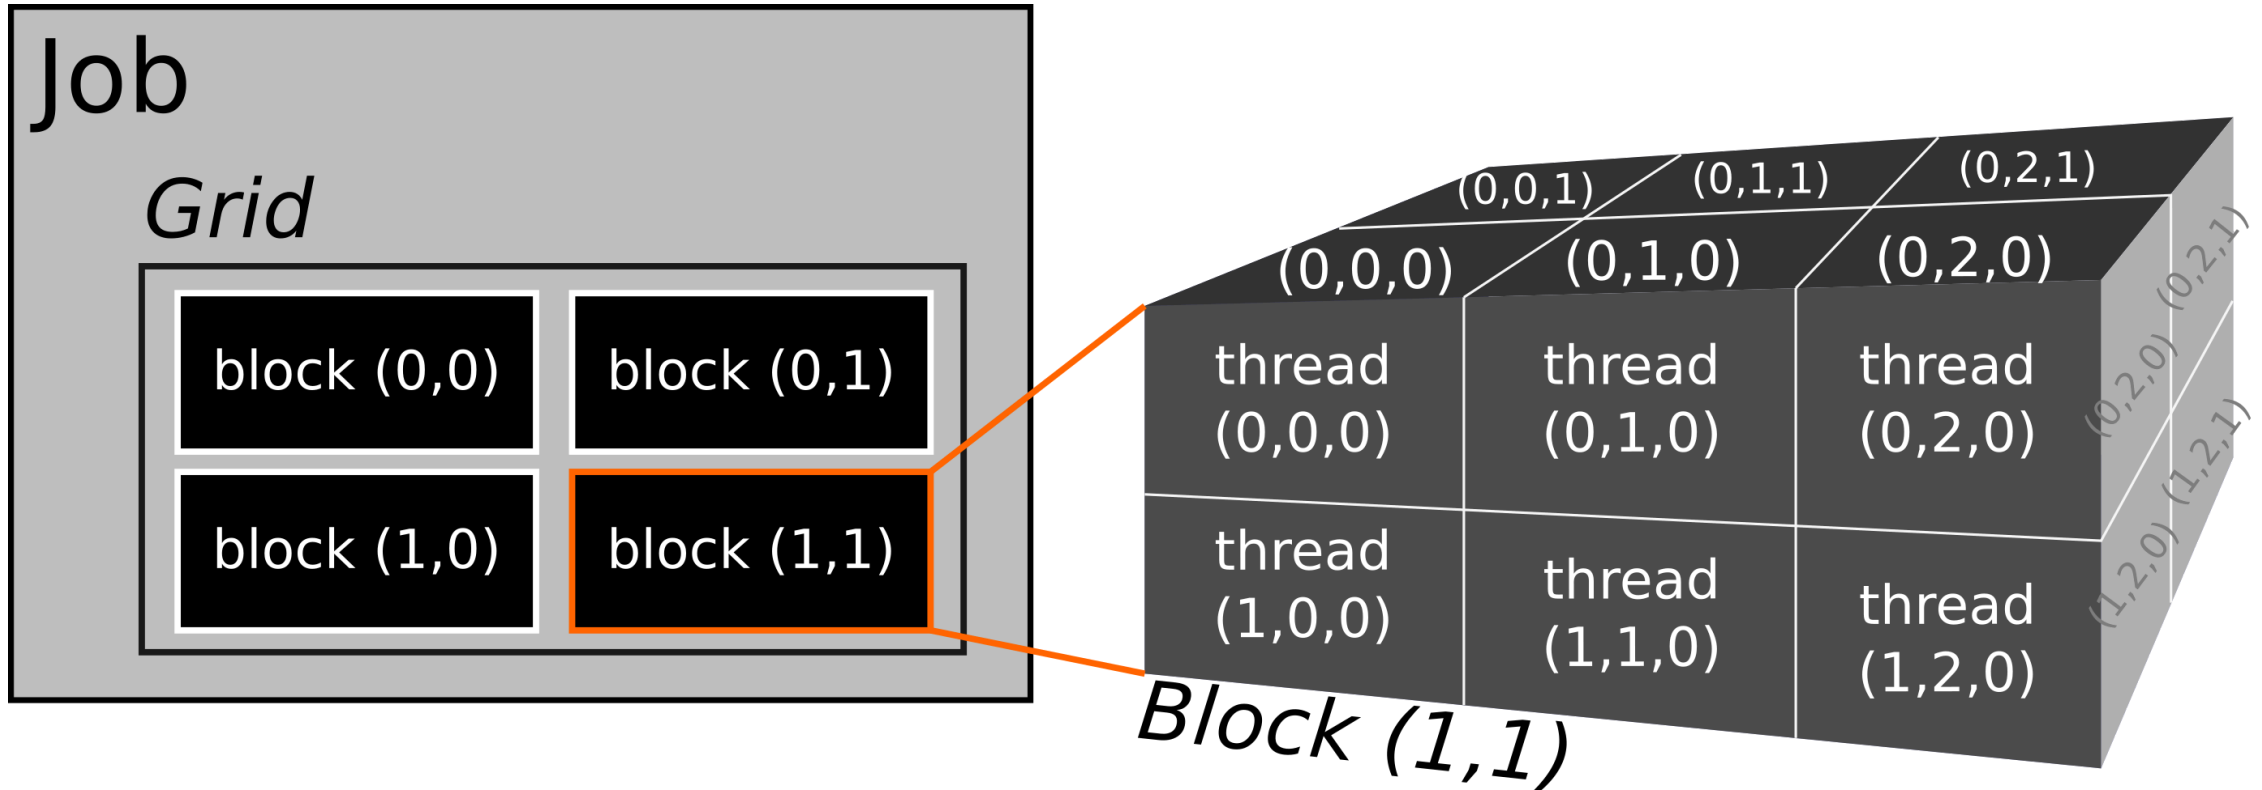 Job
Grid
block (0,0)
block (0,1)
block (1,0)
block (1,1)
(0,0,1)
(0,1,1)
(0,2,1)
(0,0,0)
(0,1,0)
(0,2,0)
thread
(0,0,0)
thread
(0,1,0)
thread
(0,2,0)
thread
(1,0,0)
thread
(1,1,0)
thread
(1,2,0)
(0,2,0)
(0,2,1)
(1,2,0)
(1,2,1)
Block (1,1)